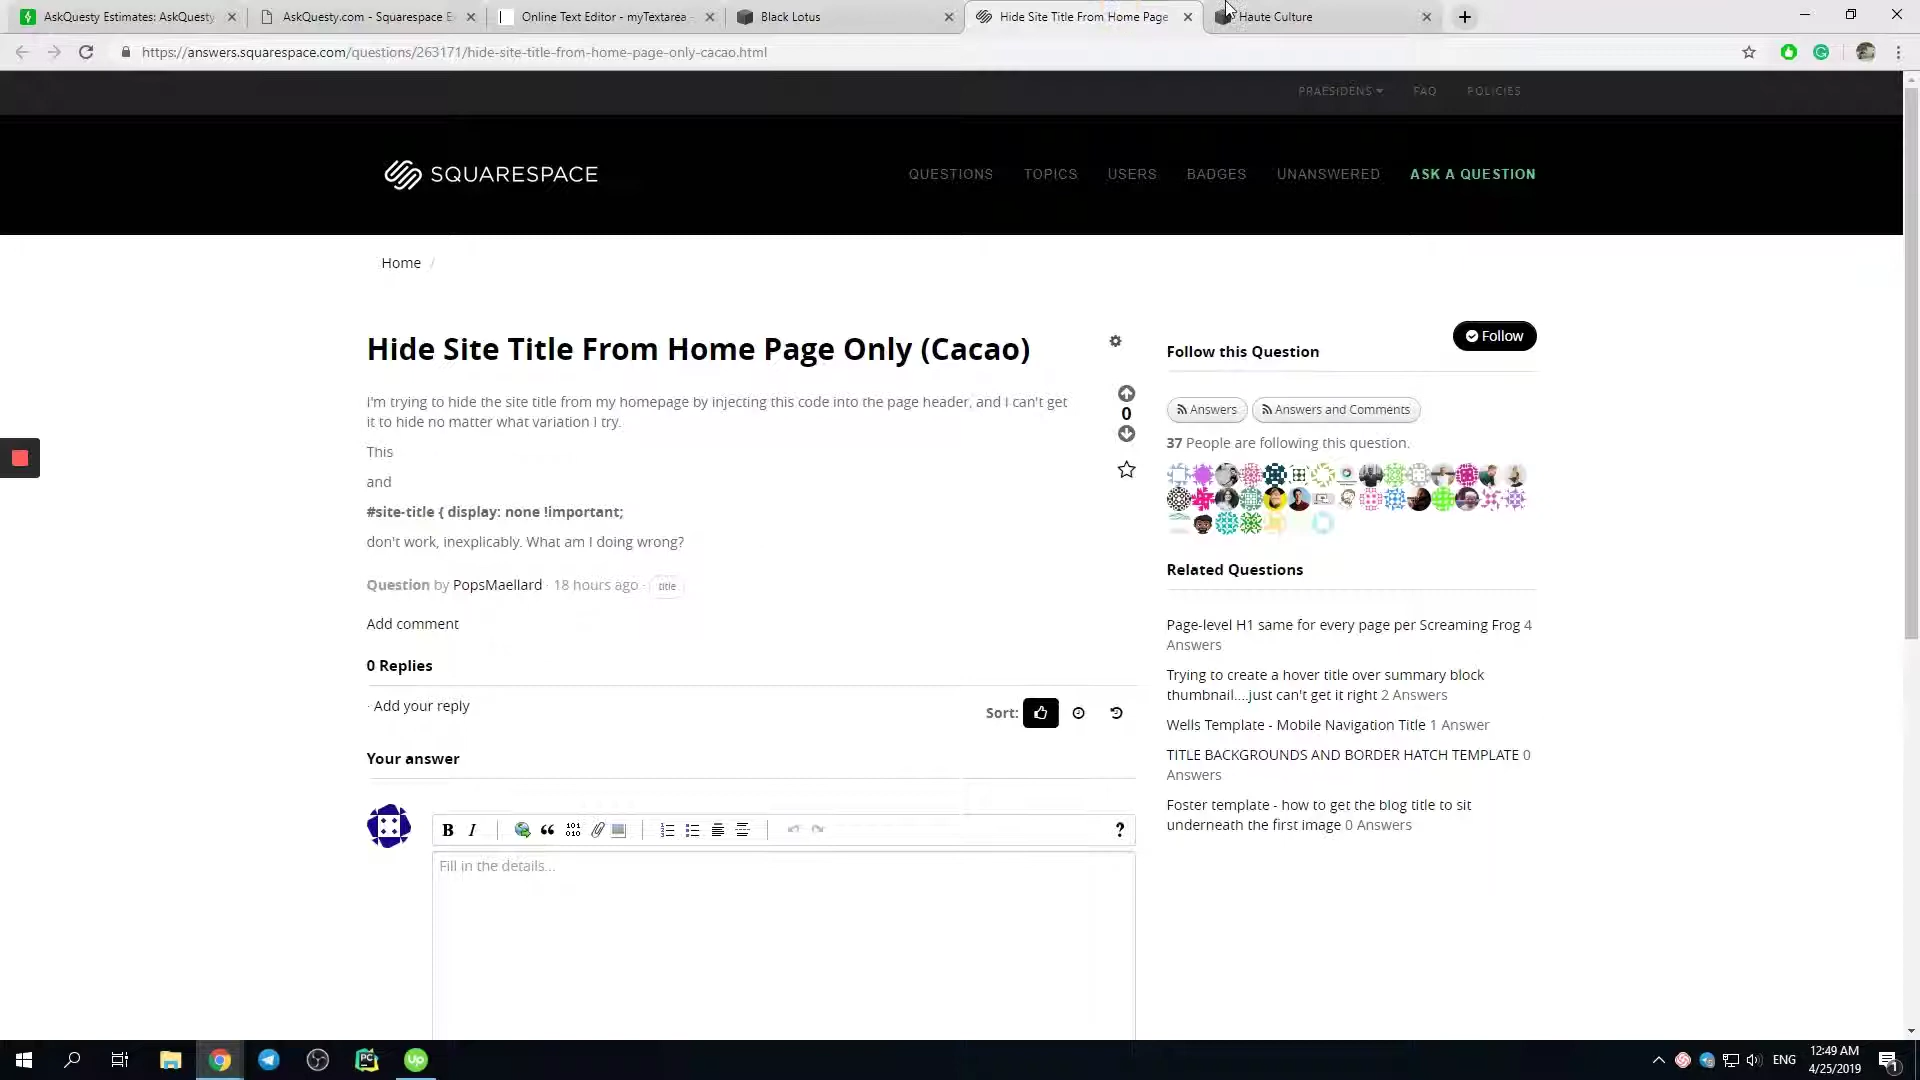 AskQuesty Estimates: AskQuesty
AskQuesty.com - Squarespace E
Online Text Editor - myTextarea
Black Lotus
Hide Site Title From Home Page
Haute Culture
https://answers.squarespace.com/questions/263171/hide-site-title-from-home-page-only-cacao.html
PRAESIDENS FAQ POLICIES
SQUARESPACE
QUESTIONS TOPICS USERS BADGES UNANSWERED ASK A QUESTION
Home /
Hide Site Title From Home Page Only (Cacao)
I'm trying to hide the site title from my homepage by injecting this code into the page header, and I can't get
it to hide no matter what variation I try.
This
and
#site-title { display: none !important;
don't work, inexplicably. What am I doing wrong?
Question by PopsMaellard · 18 hours ago · title
Add comment
0
0 Replies
· Add your reply
Sort:
Your answer
B I
101
010
?
Fill in the details...
Follow
Follow this Question
Answers
Answers and Comments
37 People are following this question.
Related Questions
Page-level H1 same for every page per Screaming Frog 4
Answers
Trying to create a hover title over summary block
thumbnail....just can't get it right 2 Answers
Wells Template - Mobile Navigation Title 1 Answer
TITLE BACKGROUNDS AND BORDER HATCH TEMPLATE 0
Answers
Foster template - how to get the blog title to sit
underneath the first image 0 Answers
PC
Up
ENG
12:49 AM
4/25/2019
1